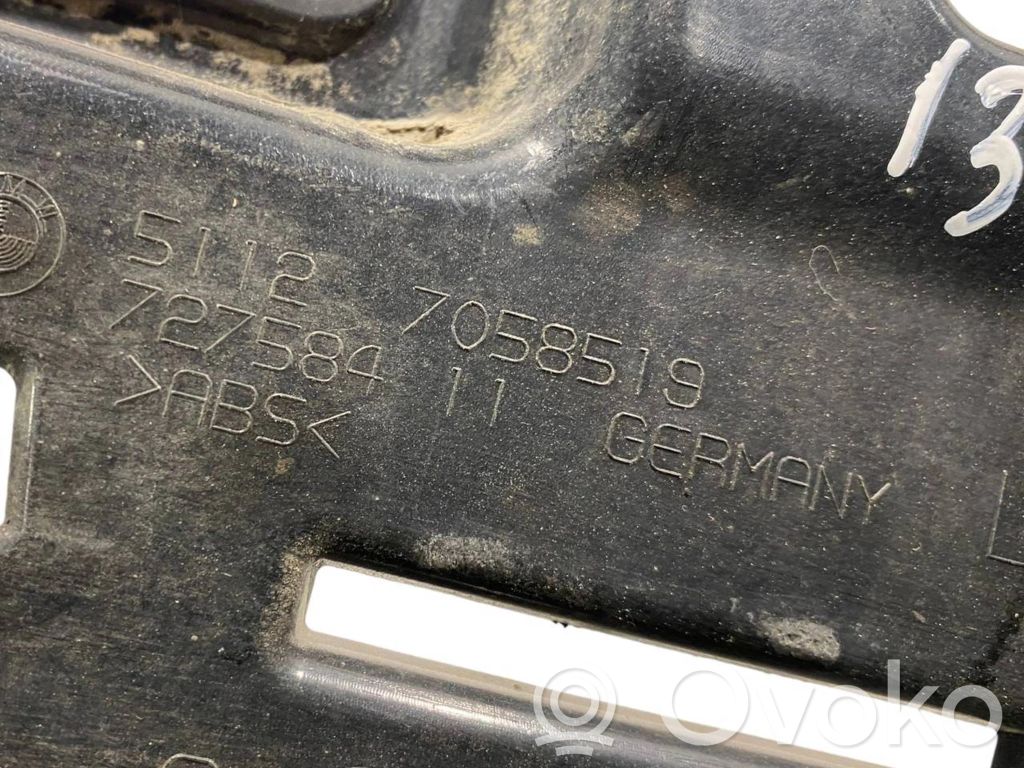 13
5112 7058519
727584 11 GERMANY
>ABS<
Ovoko